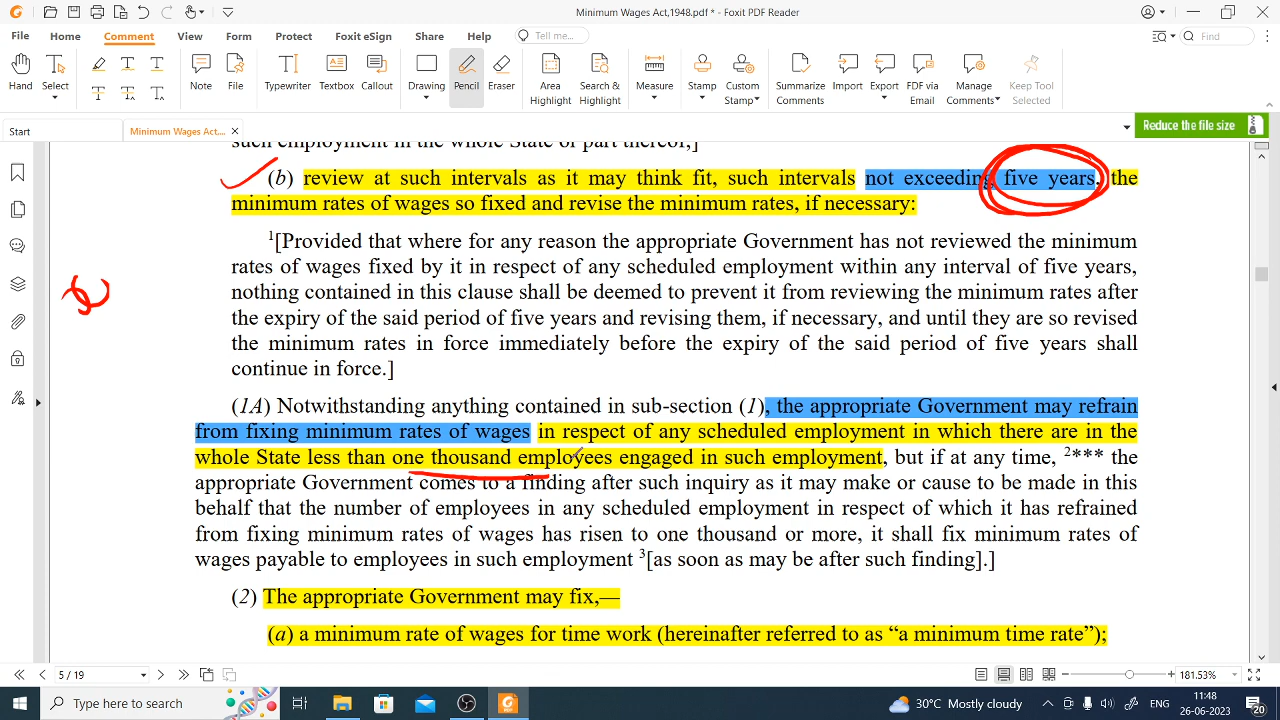 Minimum Wages Act,1948.pdf * - Foxit PDF Reader
File Home Comment View Form Protect Foxit eSign Share Help Tell me... Find
Hand Select Note File Typewriter Textbox Callout Drawing Pencil Eraser Area Highlight Search & Highlight Measure Stamp Custom Stamp Summarize Comments Import Export FDF via Email Manage Comments Keep Tool Selected
Start Minimum Wages Act,... Reduce the file size
such employment in the whole State or part thereof;]
(b) review at such intervals as it may think fit, such intervals not exceeding five years, the
minimum rates of wages so fixed and revise the minimum rates, if necessary:
1[Provided that where for any reason the appropriate Government has not reviewed the minimum
rates of wages fixed by it in respect of any scheduled employment within any interval of five years,
nothing contained in this clause shall be deemed to prevent it from reviewing the minimum rates after
the expiry of the said period of five years and revising them, if necessary, and until they are so revised
the minimum rates in force immediately before the expiry of the said period of five years shall
continue in force.]
(1A) Notwithstanding anything contained in sub-section (1), the appropriate Government may refrain
from fixing minimum rates of wages in respect of any scheduled employment in which there are in the
whole State less than one thousand employees engaged in such employment, but if at any time, 2*** the
appropriate Government comes to a finding after such inquiry as it may make or cause to be made in this
behalf that the number of employees in any scheduled employment in respect of which it has refrained
from fixing minimum rates of wages has risen to one thousand or more, it shall fix minimum rates of
wages payable to employees in such employment 3[as soon as may be after such finding].]
(2) The appropriate Government may fix,—
(a) a minimum rate of wages for time work (hereinafter referred to as “a minimum time rate”);
5 / 19 181.53%
Type here to search 30°C Mostly cloudy ENG 11:48 26-06-2023 20